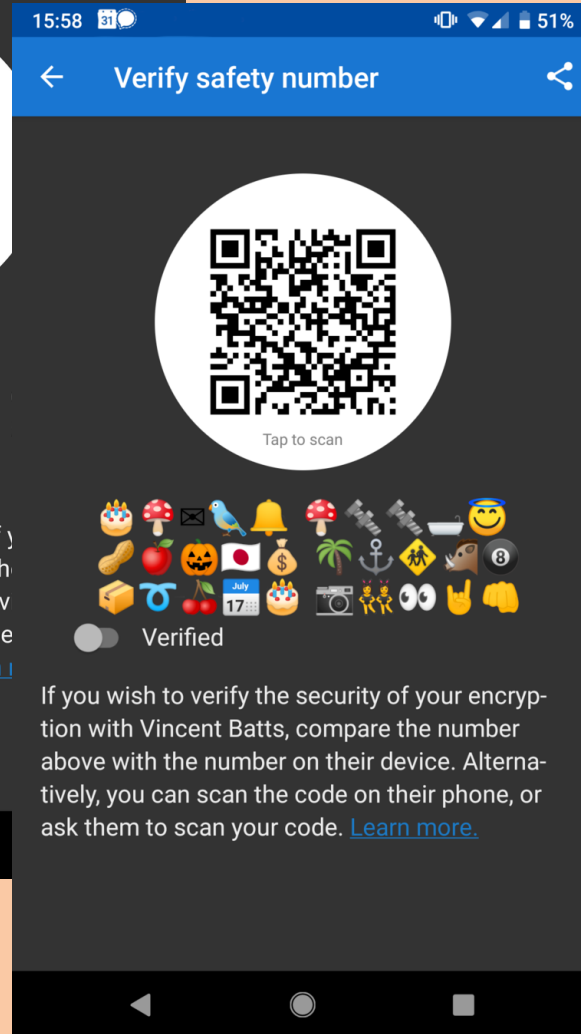 15:58 31 51%
Verify safety number
Tap to scan
🎂🍄✉🐦🔔 🍄🔩🔩🛁😇
🥜🍎🎃🇯🇵💰 🌴⚓🚸🐗🎱
📦➰🍒📅🎂 📷👯👀🤘👊
July
17
8
Verified
If you wish to verify the security of your encryp-
tion with Vincent Batts, compare the number
above with the number on their device. Alterna-
tively, you can scan the code on their phone, or
ask them to scan your code. Learn more.